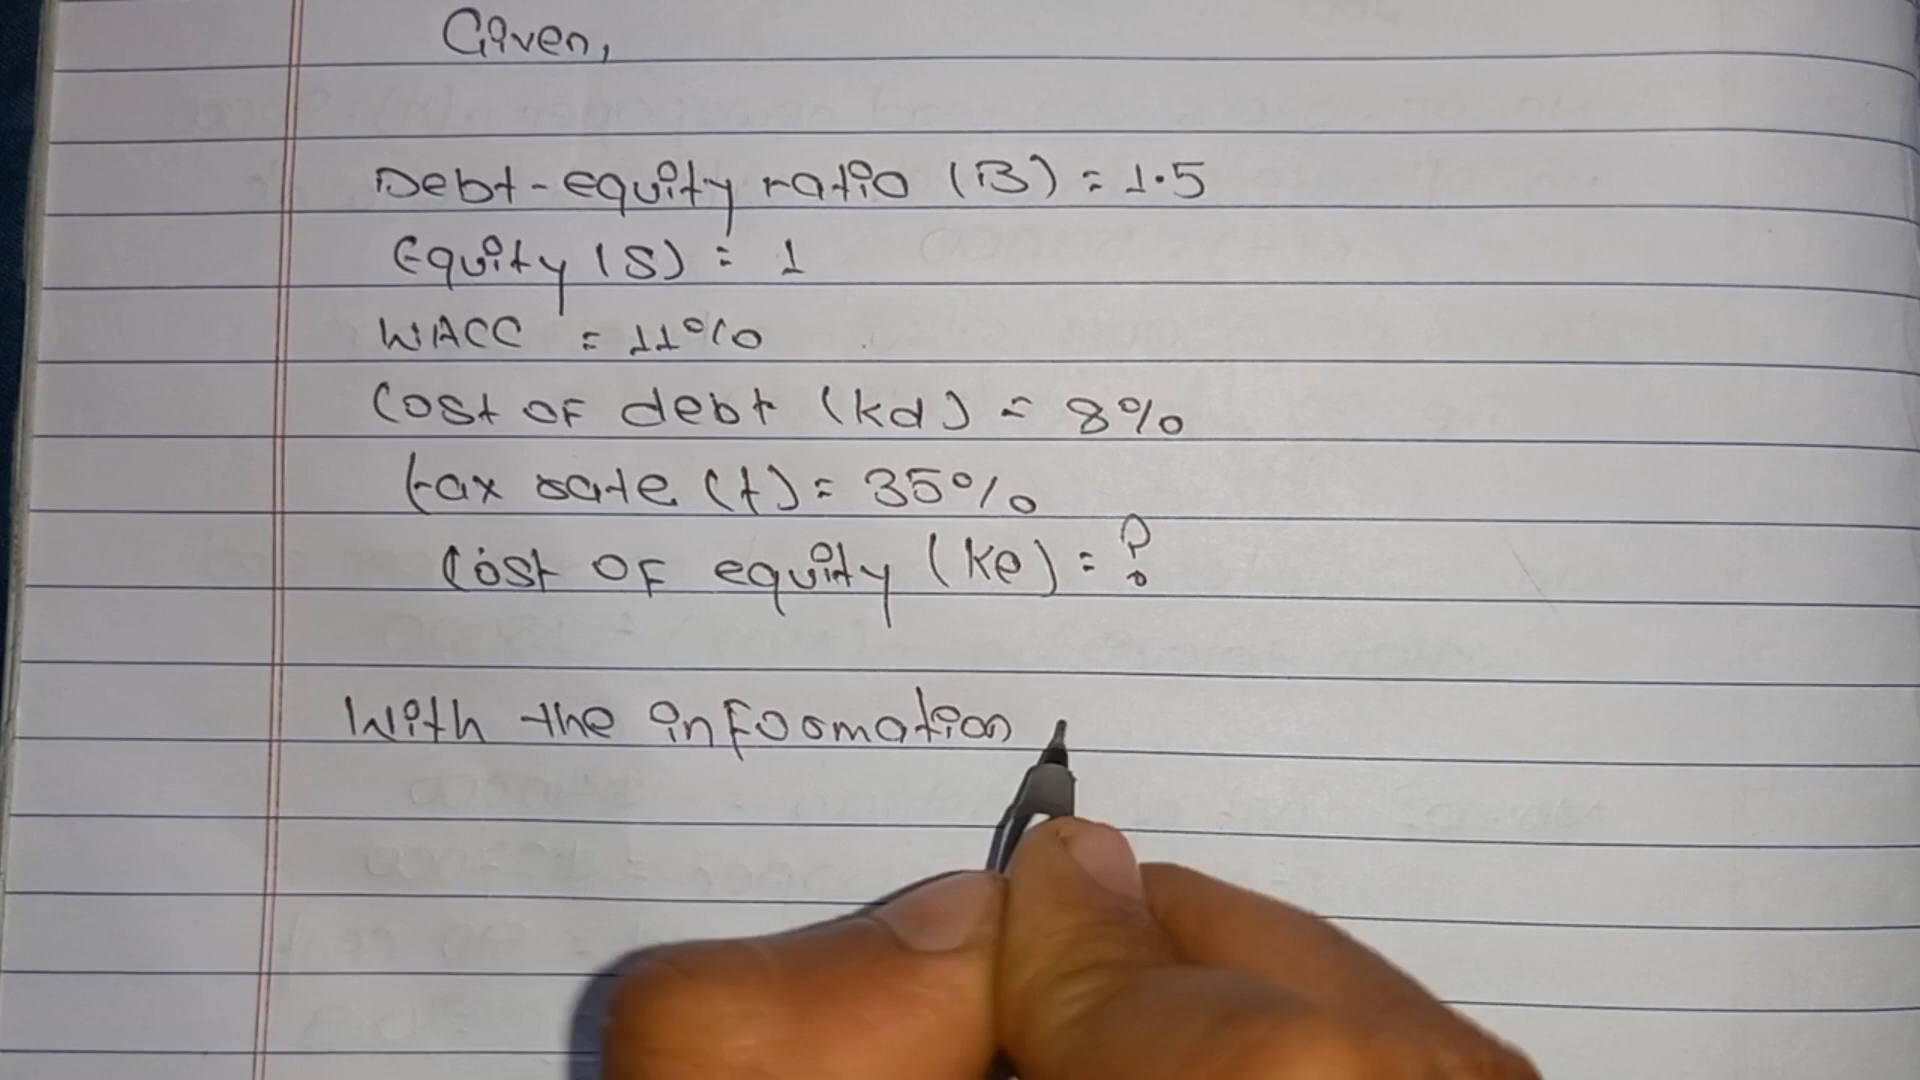 Given,
Debt-equity ratio (B) = 1.5
Equity (S) = 1
WACC = 11%
Cost of debt (kd) = 8%
tax rate (t) = 35%
Cost of equity (ke) = ?
With the information